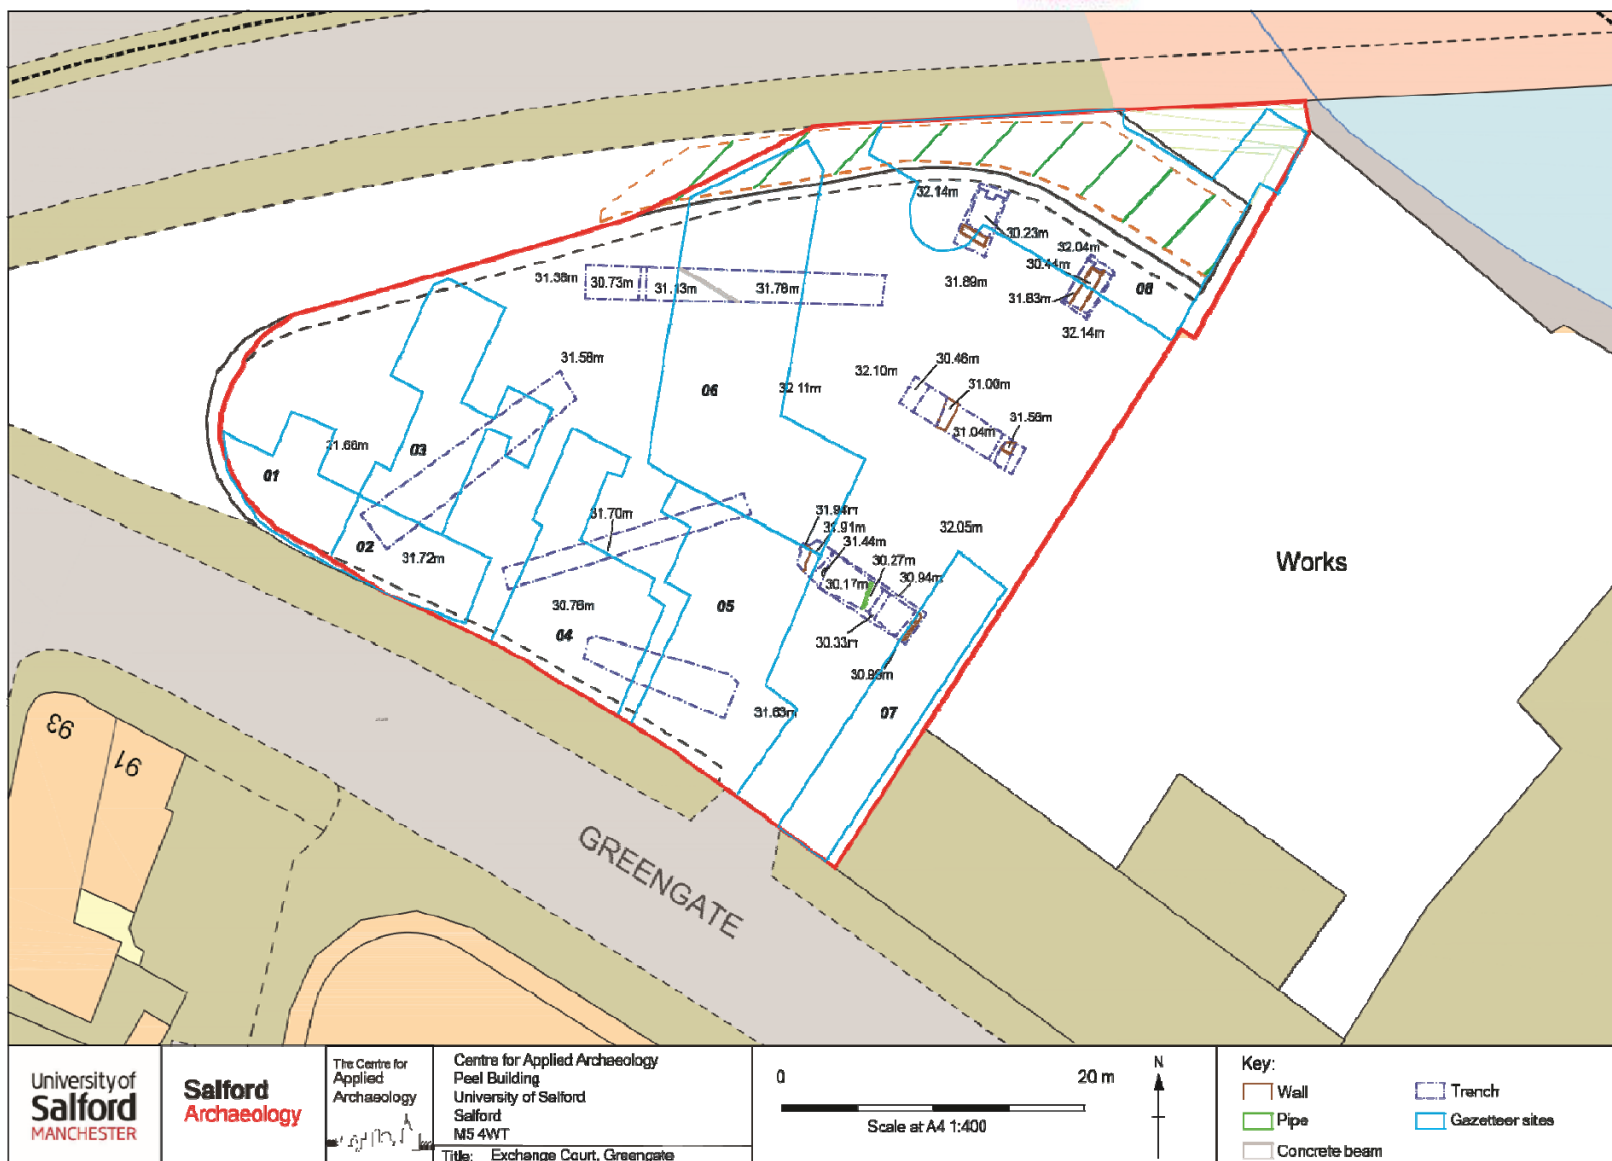 32.14m
30.23m
32.04m
30.44m
31.89m
31.83m
08
32.14m
31.38m
30.73m
31.13m
31.78m
31.58m
06
32.11m
32.10m
30.46m
31.00m
31.04m
31.56m
31.66m
03
01
02
31.72m
31.70m
30.76m
04
05
31.63m
31.94m
31.91m
31.44m
30.27m
30.17m
30.94m
30.33m
32.05m
07
Works
93
91
GREENGATE
University of
Salford
MANCHESTER
Salford
Archaeology
The Centre for
Applied
Archaeology
Centre for Applied Archaeology
Peel Building
University of Salford
Salford
M5 4WT
Title: Exchange Court, Greengate
0 20 m
Scale at A4 1:400
N
Key:
Wall
Pipe
Concrete beam
Trench
Gazetteer sites